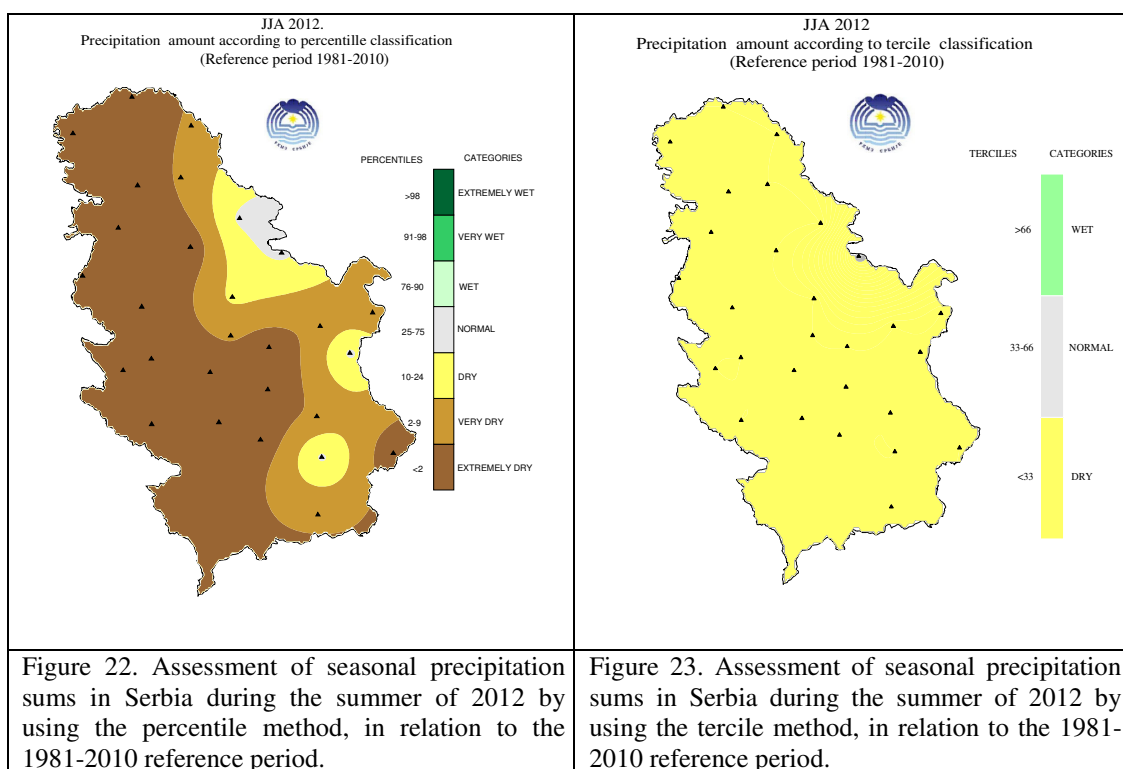 JJA 2012.
Precipitation amount according to percentille classification
(Reference period 1981-2010)
PERCENTILES CATEGORIES
>98 EXTREMELY WET
91-98 VERY WET
76-90 WET
25-75 NORMAL
10-24 DRY
2-9 VERY DRY
<2 EXTREMELY DRY
JJA 2012
Precipitation amount according to tercile classification
(Reference period 1981-2010)
TERCILES CATEGORIES
>66 WET
33-66 NORMAL
<33 DRY
Figure 22. Assessment of seasonal precipitation
sums in Serbia during the summer of 2012 by
using the percentile method, in relation to the
1981-2010 reference period.
Figure 23. Assessment of seasonal precipitation
sums in Serbia during the summer of 2012 by
using the tercile method, in relation to the 1981-
2010 reference period.